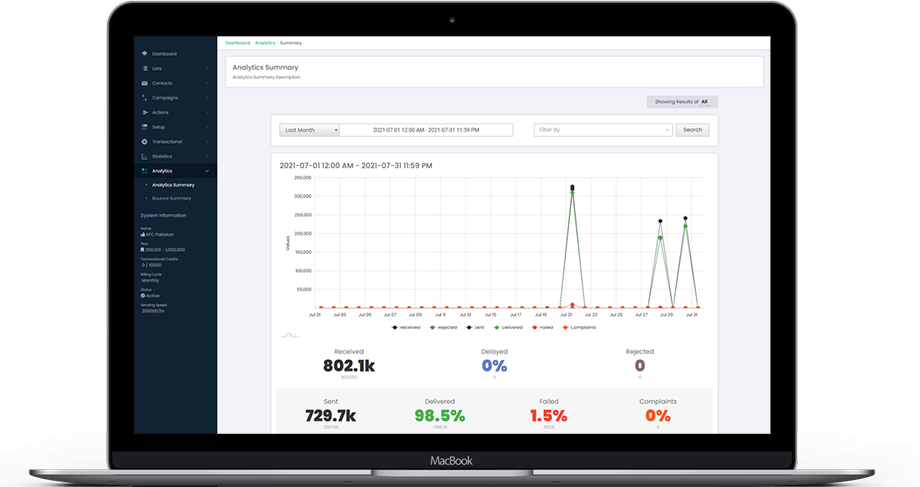 Dashboard - Analytics - Summary
Dashboard
Lists
Contacts
Campaigns
Actions
Setup
Transactional
Statistics
Analytics
Analytics Summary
Bounce Summary
System Information
Name
KFC Pakistan
Plan
250,001 - 1,000,000
Transactional Credits
0 / 10000
Billing Cycle
Monthly
Status
Active
Sending Speed
200000/hr
Analytics Summary
Analytics Summary Description
Showing Results of All
Last Month 2021-07-01 12:00 AM - 2021-07-31 11:59 PM Filter By Search
2021-07-01 12:00 AM - 2021-07-31 11:59 PM
350,000
300,000
250,000
200,000
150,000
100,000
50,000
Values
Jul 01 Jul 03 Jul 05 Jul 07 Jul 09 Jul 11 Jul 13 Jul 15 Jul 17 Jul 19 Jul 21 Jul 23 Jul 25 Jul 27 Jul 29 Jul 31
Received Rejected Sent Delivered Failed Complaints
Received Delayed Rejected
802.1k 0% 0
0 0
Sent Delivered Failed Complaints
729.7k 98.5% 1.5% 0%
0
MacBook